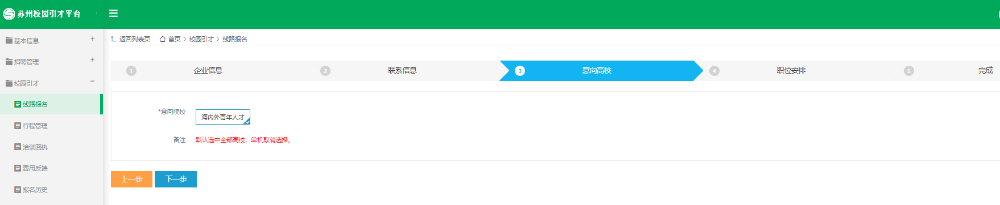 苏州校园引才平台
基本信息
招聘管理
校园引才
线路报名
行程管理
洽谈回执
费用反馈
报名历史
返回列表页 首页 > 校园引才 > 线路报名
1 企业信息 2 联系信息 3 意向高校 4 职位安排 5 完成
*意向院校 海内外青年人才
备注 默认选中全部高校，单机取消选择。
上一步 下一步